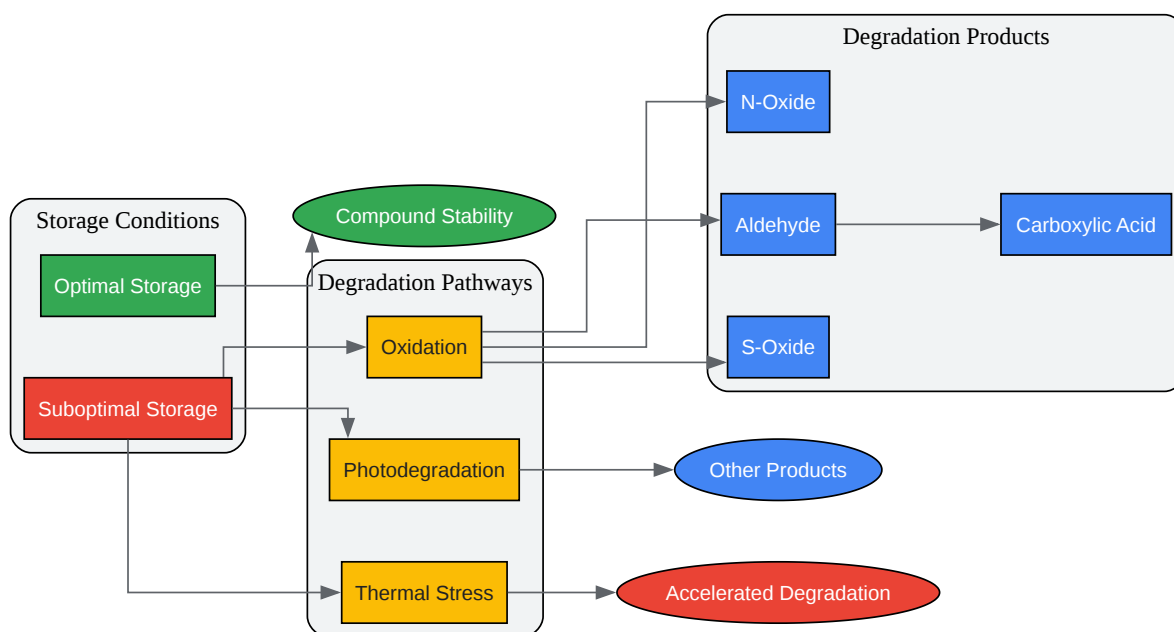 Degradation Products
N-Oxide
Storage Conditions
Compound Stability
Aldehyde
Carboxylic Acid
Optimal Storage
Degradation Pathways
Oxidation
S-Oxide
Suboptimal Storage
Photodegradation
Other Products
Thermal Stress
Accelerated Degradation